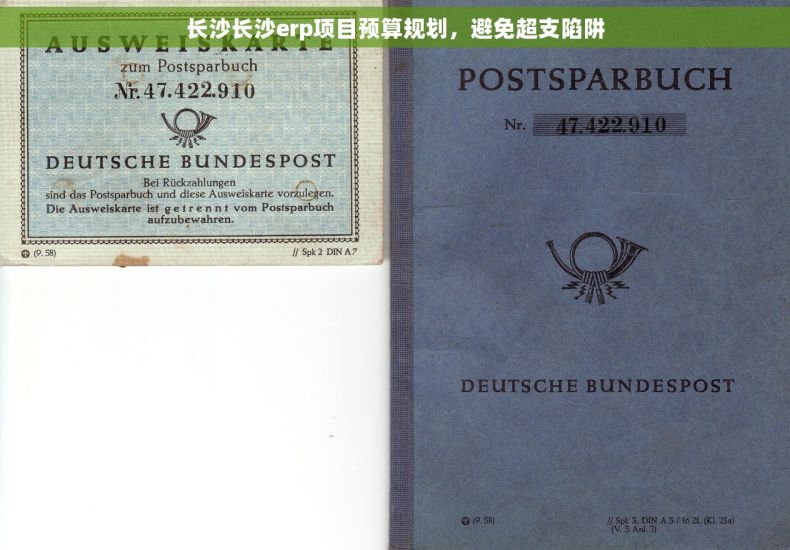 长沙长沙erp项目预算规划，避免超支陷阱
AUSWEISKARTE
zum Postsparbuch
Nr. 47.422.910
DEUTSCHE BUNDESPOST
Bei Rückzahlungen
sind das Postsparbuch und diese Ausweiskarte vorzulegen.
Die Ausweiskarte ist getrennt vom Postsparbuch
aufzubewahren.
(9. 58)
// Spk 2 DIN A 7
POSTSPARBUCH
Nr. 47.422.910
DEUTSCHE BUNDESPOST
(9. 58)
// Spk 3, DIN A 5 / 16 Bl. (Kl. 23a)
(V. 5 Anl. 2)